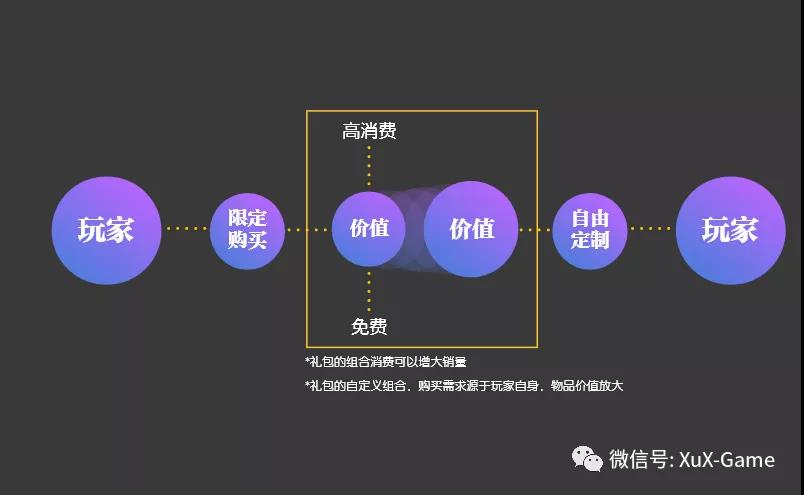 高消费
玩家
限定
购买
价值
价值
自由
定制
玩家
免费
*礼包的组合消费可以增大销量
*礼包的自定义组合，购买需求源于玩家自身，物品价值放大
微信号: XuX-Game